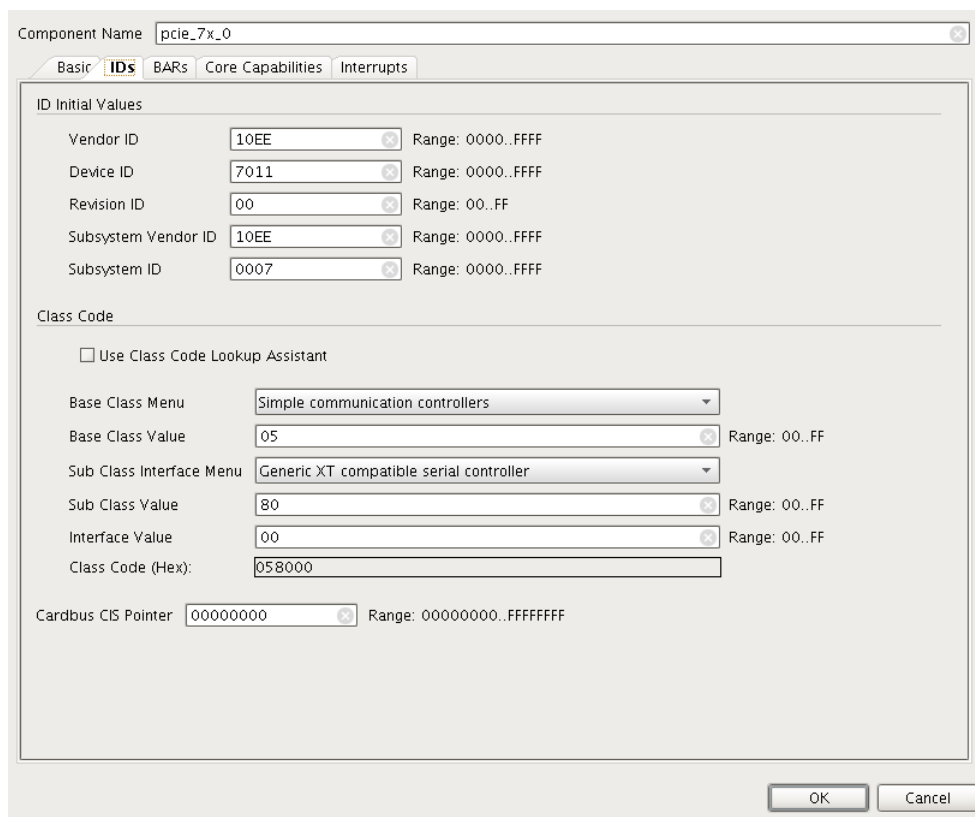 Component Name pcie_7x_0
Basic IDs BARs Core Capabilities Interrupts
ID Initial Values
Vendor ID 10EE Range: 0000..FFFF
Device ID 7011 Range: 0000..FFFF
Revision ID 00 Range: 00..FF
Subsystem Vendor ID 10EE Range: 0000..FFFF
Subsystem ID 0007 Range: 0000..FFFF
Class Code
Use Class Code Lookup Assistant
Base Class Menu Simple communication controllers
Base Class Value 05 Range: 00..FF
Sub Class Interface Menu Generic XT compatible serial controller
Sub Class Value 80 Range: 00..FF
Interface Value 00 Range: 00..FF
Class Code (Hex): 058000
Cardbus CIS Pointer 00000000 Range: 00000000..FFFFFFFF
OK Cancel